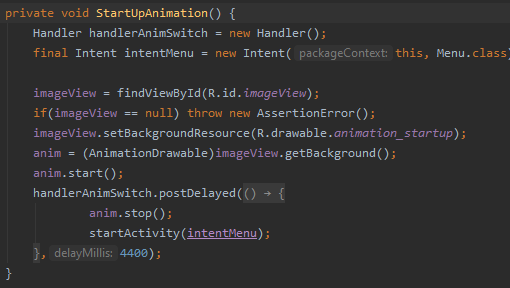 private void StartUpAnimation() {
Handler handlerAnimSwitch = new Handler();
final Intent intentMenu = new Intent( packageContext: this, Menu.class)
imageView = findViewById(R.id.imageView);
if(imageView == null) throw new AssertionError();
imageView.setBackgroundResource(R.drawable.animation_startup);
anim = (AnimationDrawable)imageView.getBackground();
anim.start();
handlerAnimSwitch.postDelayed(() → {
anim.stop();
startActivity(intentMenu);
}, delayMillis: 4400);
}